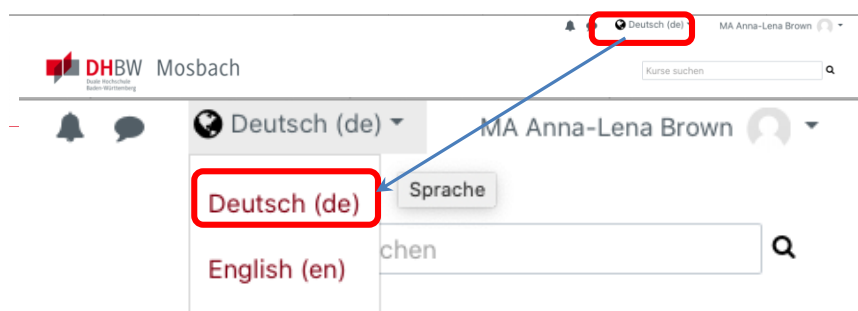 Deutsch (de) MA Anna-Lena Brown
DHBW Mosbach
Duale Hochschule
Baden-Württemberg
Kurse suchen
Deutsch (de) MA Anna-Lena Brown
Deutsch (de)
Sprache
chen
English (en)